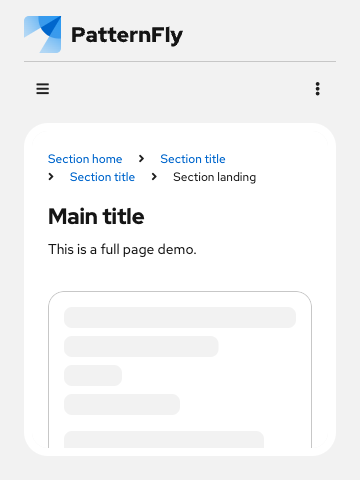 PatternFly
Section home > Section title
> Section title > Section landing
Main title
This is a full page demo.